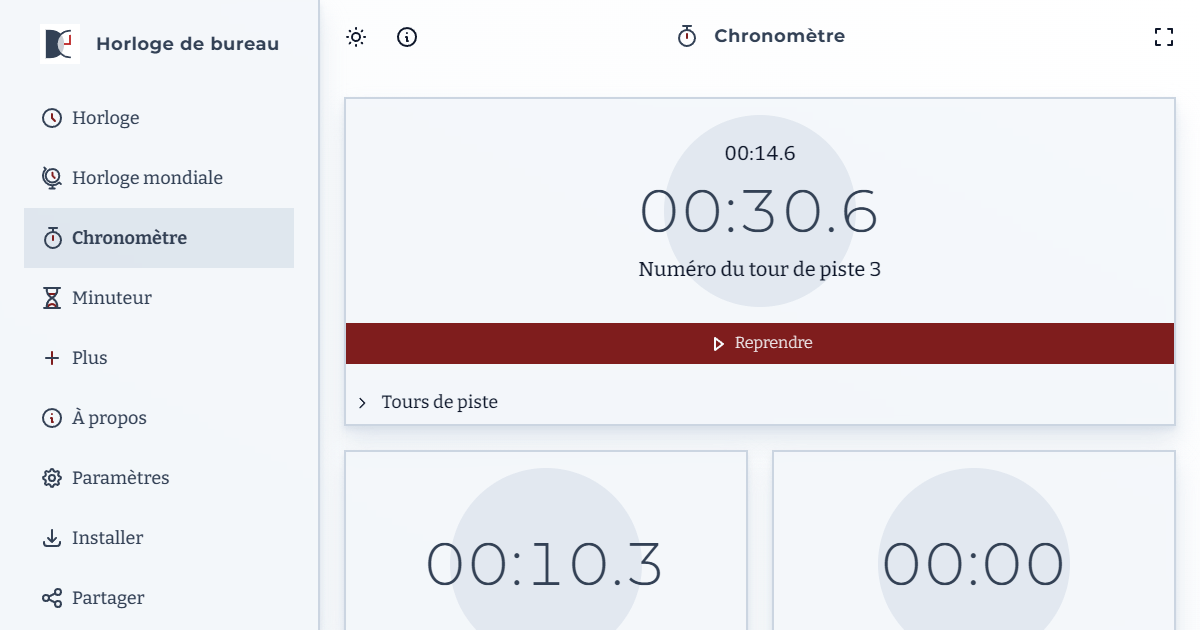 Horloge de bureau
Horloge
Horloge mondiale
Chronomètre
Minuteur
Plus
À propos
Paramètres
Installer
Partager
Chronomètre
00:14.6
00:30.6
Numéro du tour de piste 3
Reprendre
Tours de piste
00:10.3
00:00